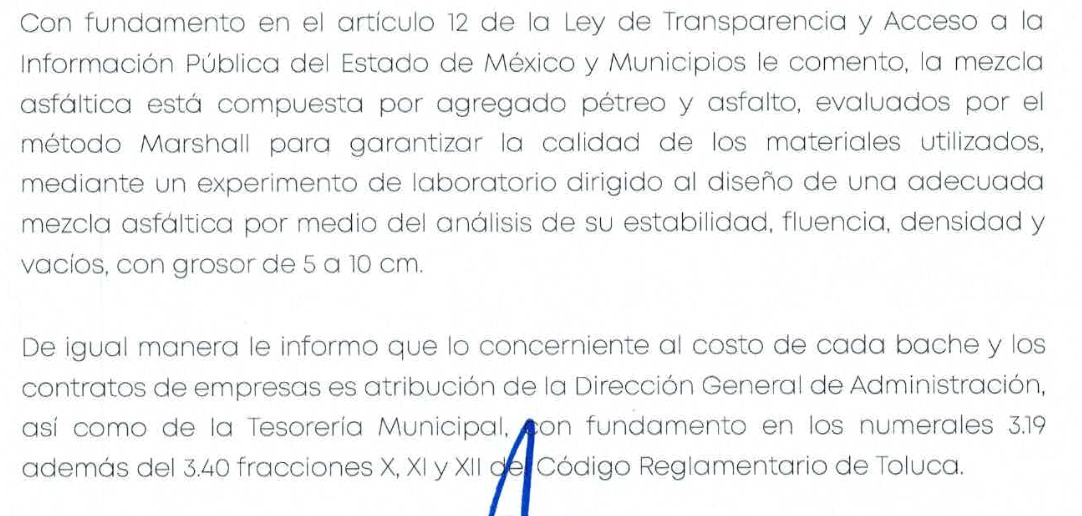 Con fundamento en el artículo 12 de la Ley de Transparencia y Acceso a la
Información Pública del Estado de México y Municipios le comento, la mezcla
asfáltica está compuesta por agregado pétreo y asfalto, evaluados por el
método Marshall para garantizar la calidad de los materiales utilizados,
mediante un experimento de laboratorio dirigido al diseño de una adecuada
mezcla asfáltica por medio del análisis de su estabilidad, fluencia, densidad y
vacíos, con grosor de 5 a 10 cm.
De igual manera le informo que lo concerniente al costo de cada bache y los
contratos de empresas es atribución de la Dirección General de Administración,
así como de la Tesorería Municipal, con fundamento en los numerales 3.19
además del 3.40 fracciones X, XI y XII del Código Reglamentario de Toluca.